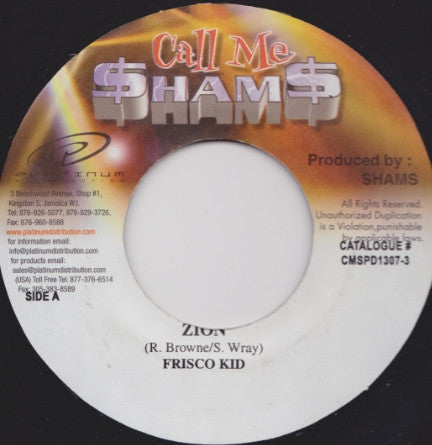 Call Me
$HAM$
PLATINUM
Produced by :
SHAMS
3 Beechwood Avenue, Shop #1,
Kingston 5, Jamaica W.I.
Tel: 876-926-5077, 876-929-3726,
Fax: 876-960-8588
www.platinumdistribution.com
for information email:
info@platinumdistribution.com
for products email:
sales@platinumdistribution.com
(USA) Toll Free Tel: 877-376-6514
Fax: 305-383-8589
SIDE A
All Rights Reserved.
Unauthorized Duplication
is a Violation,punishable
by applicable laws.
CATALOGUE #
CMSPD1307-3
ZION
(R. Browne/S. Wray)
FRISCO KID